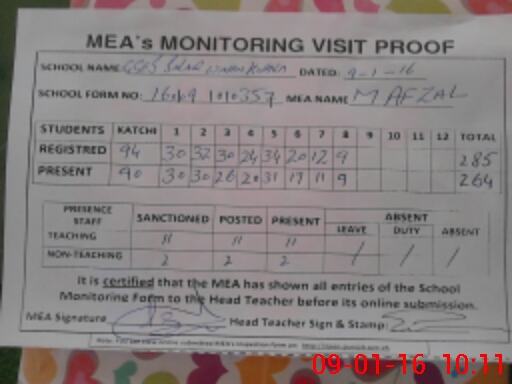 MEA's MONITORING VISIT PROOF
SCHOOL NAME DATED: 9-1-16
SCHOOL FORM NO: MEA NAME M AFZAL
STUDENTS KATCHI 1 2 3 4 5 6 7 8 9 10 11 12 TOTAL
REGISTRED 94 30 32 30 24 34 20 12 9 285
PRESENT 90 30 30 26 20 31 17 11 9 264
PRESENCE STAFF SANCTIONED POSTED PRESENT ABSENT
LEAVE DUTY ABSENT
TEACHING 11 11 11 / / /
NON-TEACHING 2 2 2
It is certified that the MEA has shown all entries of the School
Monitoring Form to the Head Teacher before its online submission.
MEA Signature Head Teacher Sign & Stamp:
09-01-16 10:11